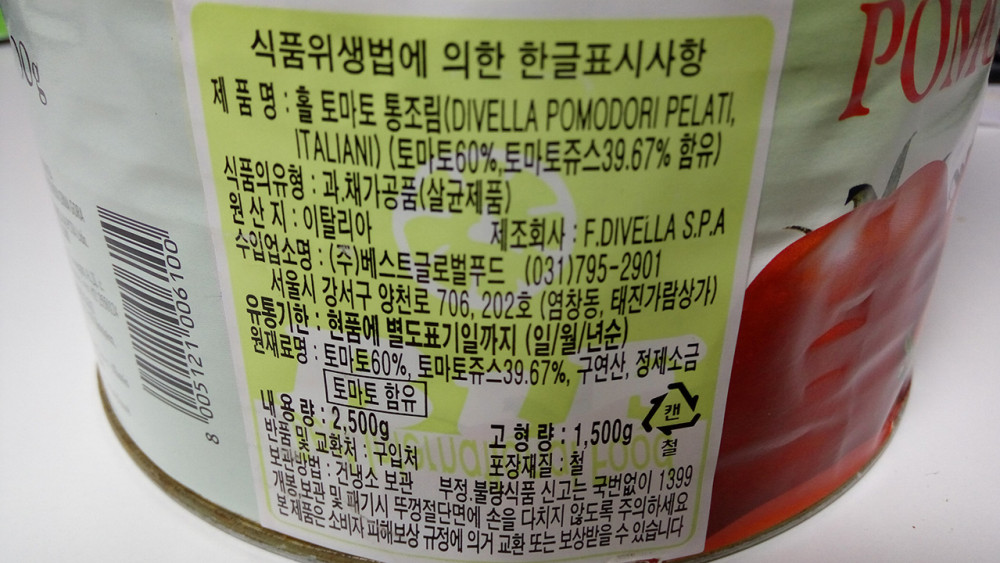 00g
POM
식품위생법에 의한 한글표시사항
제 품 명 : 홀 토마토 통조림(DIVELLA POMODORI PELATI,
ITALIANI) (토마토60%,토마토쥬스39.67% 함유)
식품의유형 : 과.채가공품(살균제품)
원 산 지 : 이탈리아 제조회사 : F.DIVELLA S.P.A
수입업소명 : (주)베스트글로벌푸드 (031)795-2901
서울시 강서구 양천로 706, 202호 (염창동, 태진가람상가)
유통기한 : 현품에 별도표기일까지 (일/월/년순)
원재료명 : 토마토60%, 토마토쥬스39.67%, 구연산, 정제소금
토마토 함유
캔
철
내 용 량 : 2,500g 고 형 량 : 1,500g
반품 및 교환처 : 구입처 포장재질 : 철
보관방법 : 건냉소 보관 부정.불량식품 신고는 국번없이 1399
개봉,보관 및 폐기시 뚜껑절단면에 손을 다치지 않도록 주의하세요
본제품은 소비자 피해보상 규정에 의거 교환 또는 보상받을 수 있습니다
8 005121 006100